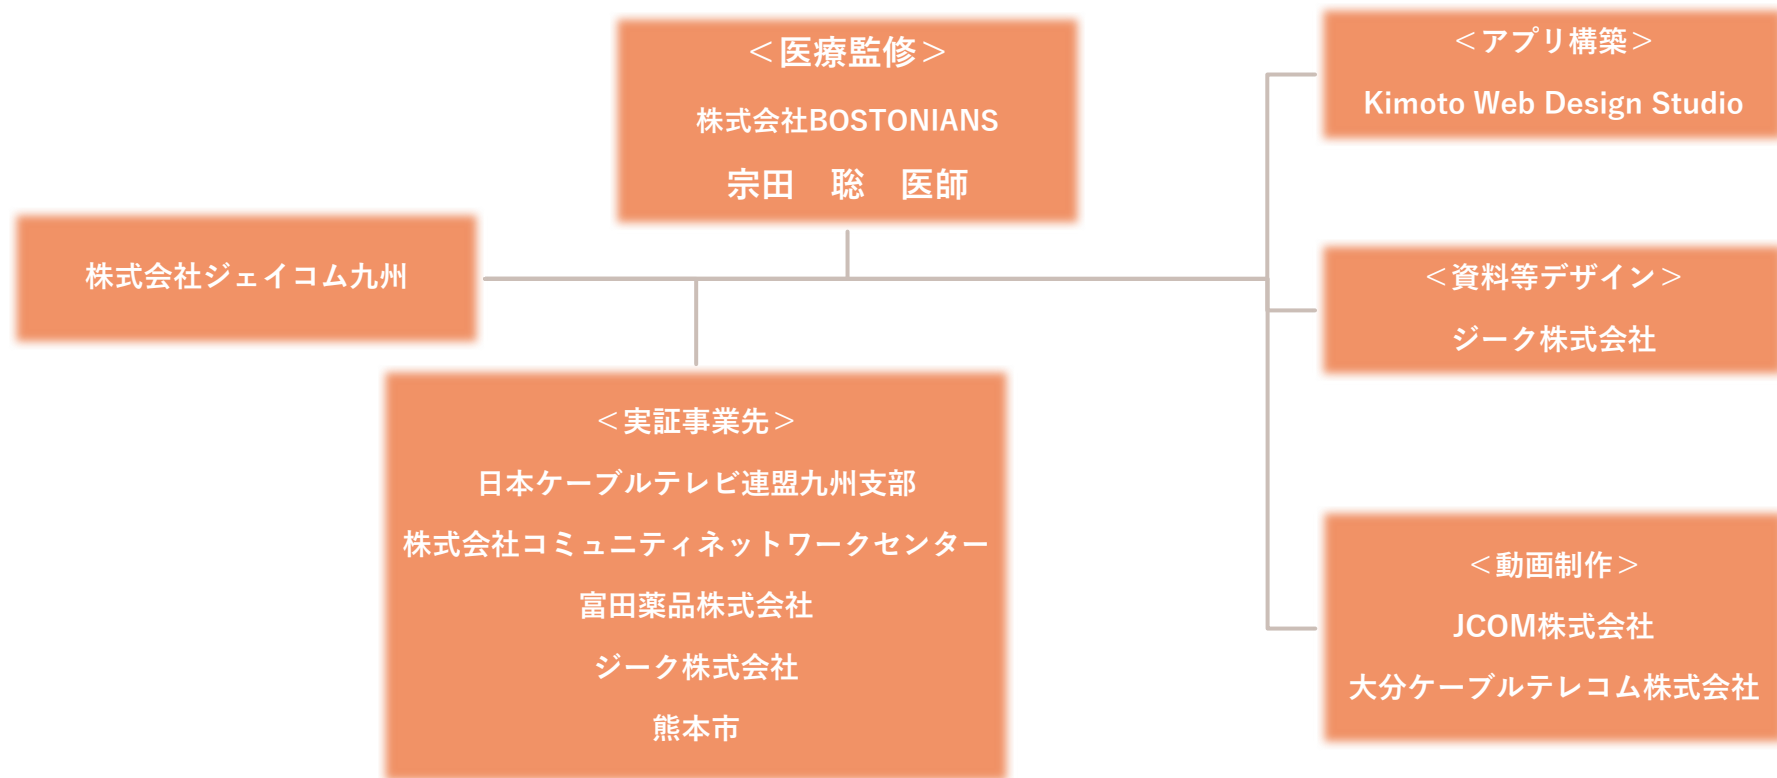 ＜医療監修＞
株式会社BOSTONIANS
宗田　聡　医師
株式会社ジェイコム九州
＜実証事業先＞
日本ケーブルテレビ連盟九州支部
株式会社コミュニティネットワークセンター
富田薬品株式会社
ジーク株式会社
熊本市
＜アプリ構築＞
Kimoto Web Design Studio
＜資料等デザイン＞
ジーク株式会社
＜動画制作＞
JCOM株式会社
大分ケーブルテレコム株式会社